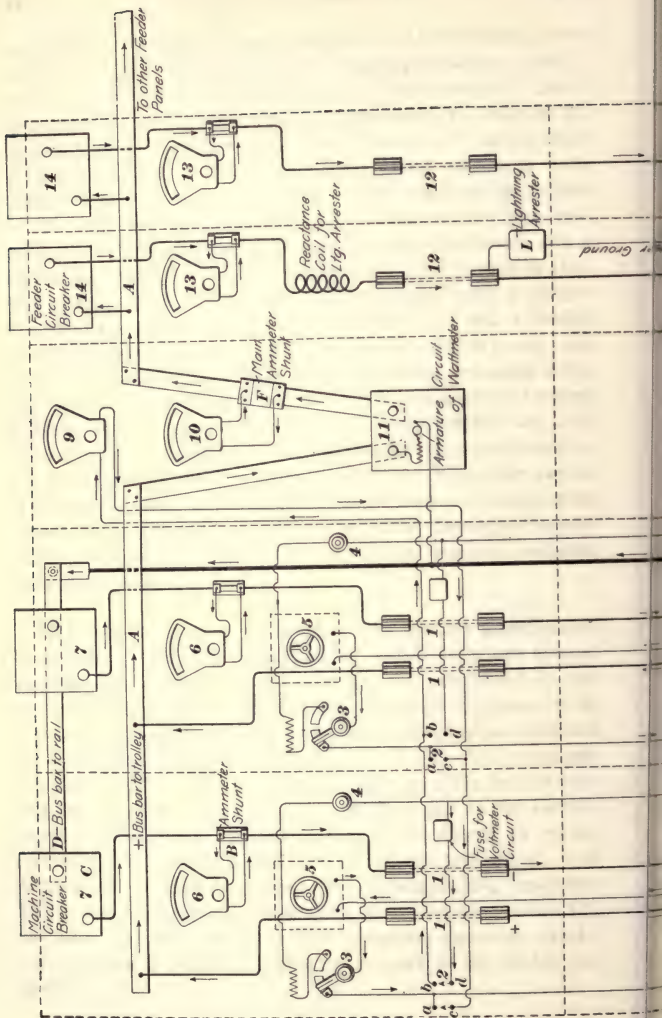 Machine
Circuit
Breaker
7
C
D-Bus bar to rail
7
+Bus bar to trolley
A
A
B
Ammeter
Shunt
6
6
5
5
3
3
4
4
1
1
1
1
+
−
a
b
2
c
d
a
b
2
c
d
Fuse for
Voltmeter
Circuit
9
10
F
Main
Ammeter
Shunt
11
Armature Circuit
of Wattmeter
Feeder
Circuit
Breaker
14
14
To other Feeder
Panels
13
13
Reactance
Coil for
Ltg. Arrester
12
12
L
Lightning
Arrester
Ground